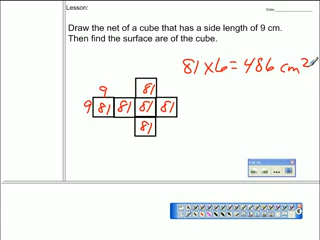 Lesson:
Date:
Draw the net of a cube that has a side length of 9 cm.
Then find the surface are of the cube.
81 x 6 = 486 cm²
9 81
9 81 81 81 81
81